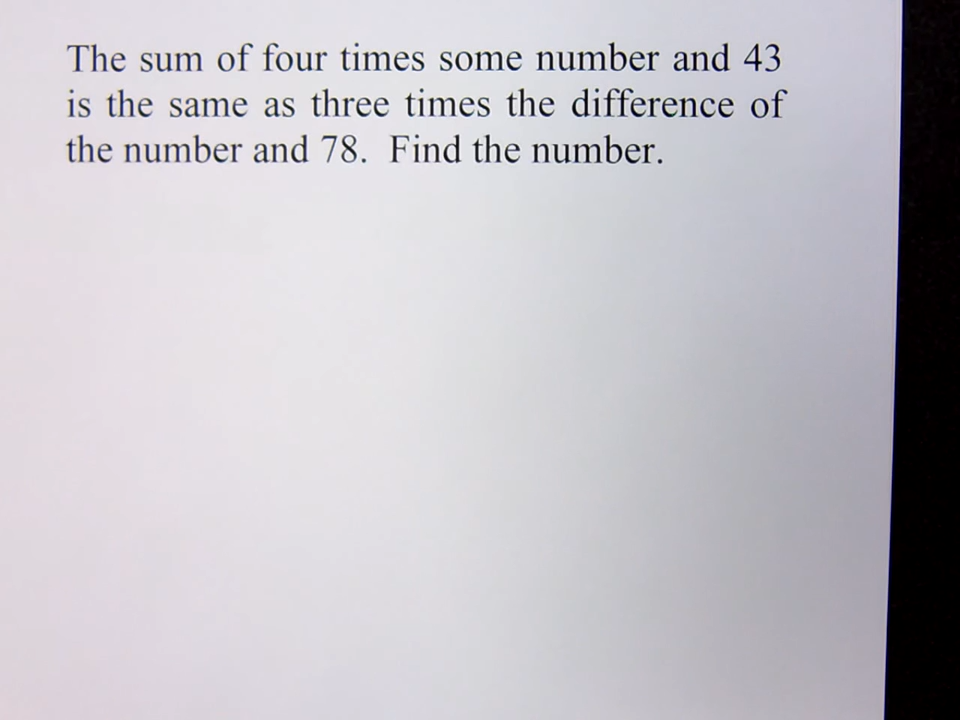 The sum of four times some number and 43
is the same as three times the difference of
the number and 78.  Find the number.